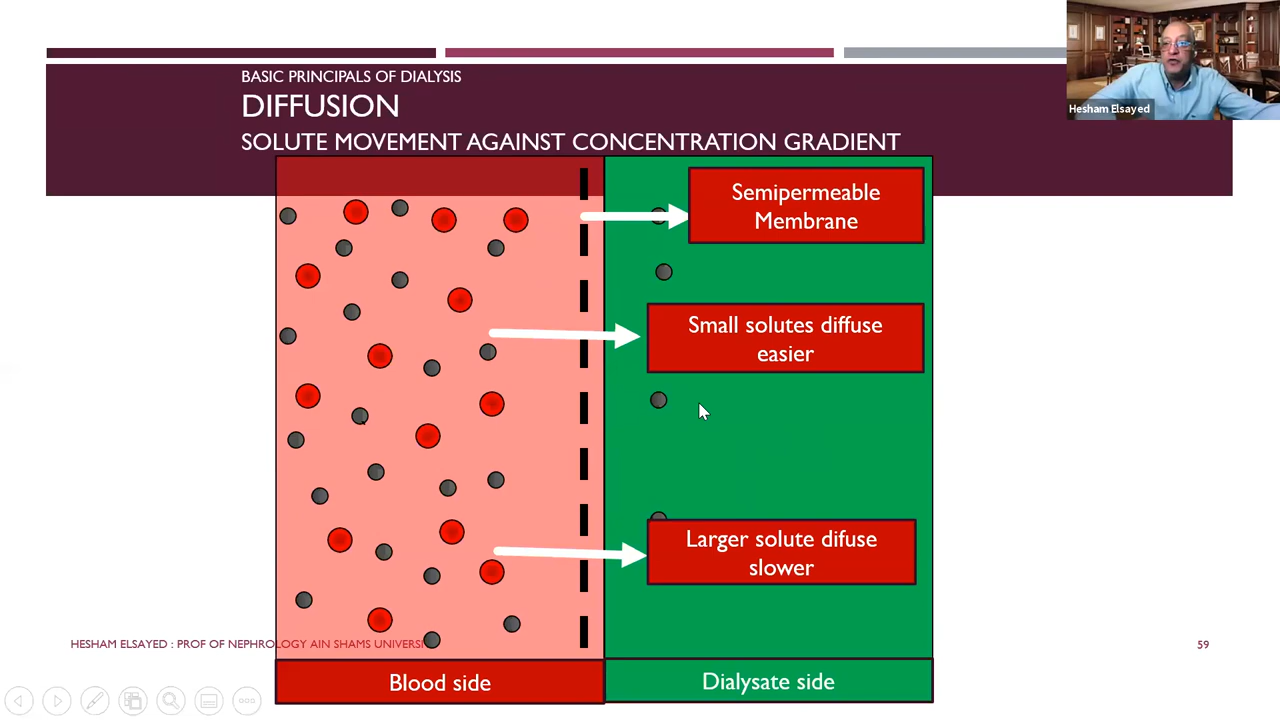 BASIC PRINCIPALS OF DIALYSIS
DIFFUSION
SOLUTE MOVEMENT AGAINST CONCENTRATION GRADIENT
Hesham Elsayed
Semipermeable
Membrane
Small solutes diffuse
easier
Larger solute difuse
slower
HESHAM ELSAYED : PROF OF NEPHROLOGY AIN SHAMS UNIVERSI
59
Blood side
Dialysate side